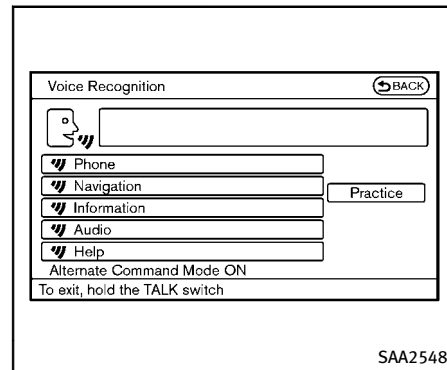 Voice Recognition
BACK
Phone
Navigation
Practice
Information
Audio
Help
Alternate Command Mode ON
To exit, hold the TALK switch
SAA2548